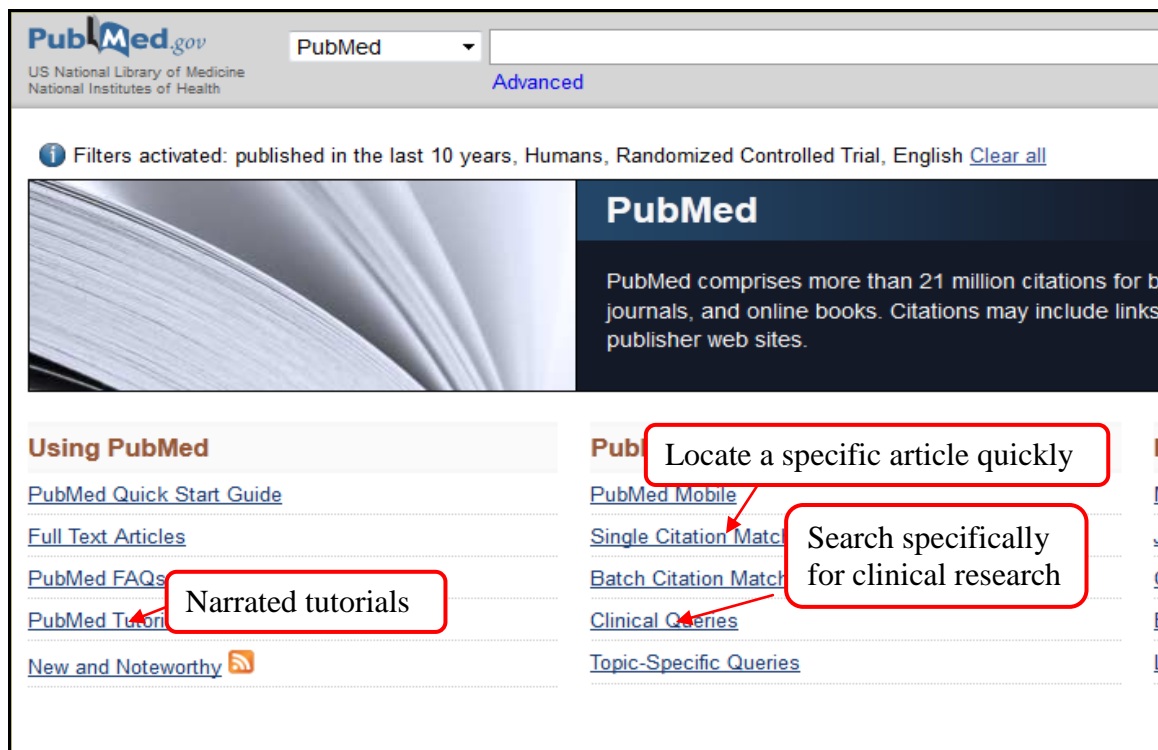 PubMed.gov
US National Library of Medicine
National Institutes of Health
PubMed
Advanced
Filters activated: published in the last 10 years, Humans, Randomized Controlled Trial, English Clear all
PubMed
PubMed comprises more than 21 million citations for
journals, and online books. Citations may include links
publisher web sites.
Using PubMed
PubMed Quick Start Guide
Full Text Articles
PubMed FAQs
PubMed
Narrated tutorials
New and Noteworthy
Locate a specific article quickly
PubMed Mobile
Single Citation
Search specifically
for clinical research
Batch Citation
Clinical Queries
Topic-Specific Queries